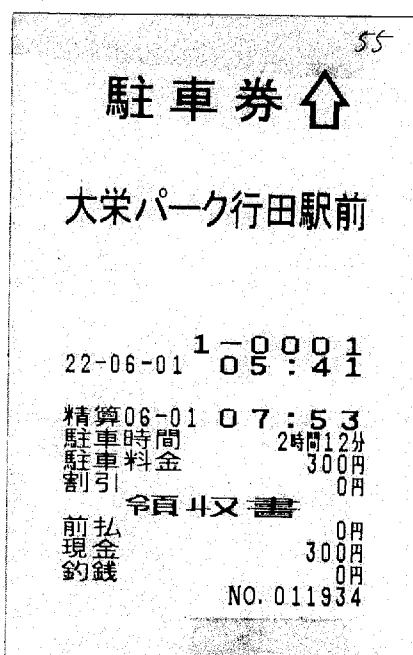 55
駐車券⇧
大栄パーク行田駅前
1-0001
22-06-01 05:41
精算06-01 07:53
駐車時間 2時間12分
駐車料金 300円
割引 0円
領収書
前払 0円
現金 300円
釣銭 0円
NO.011934